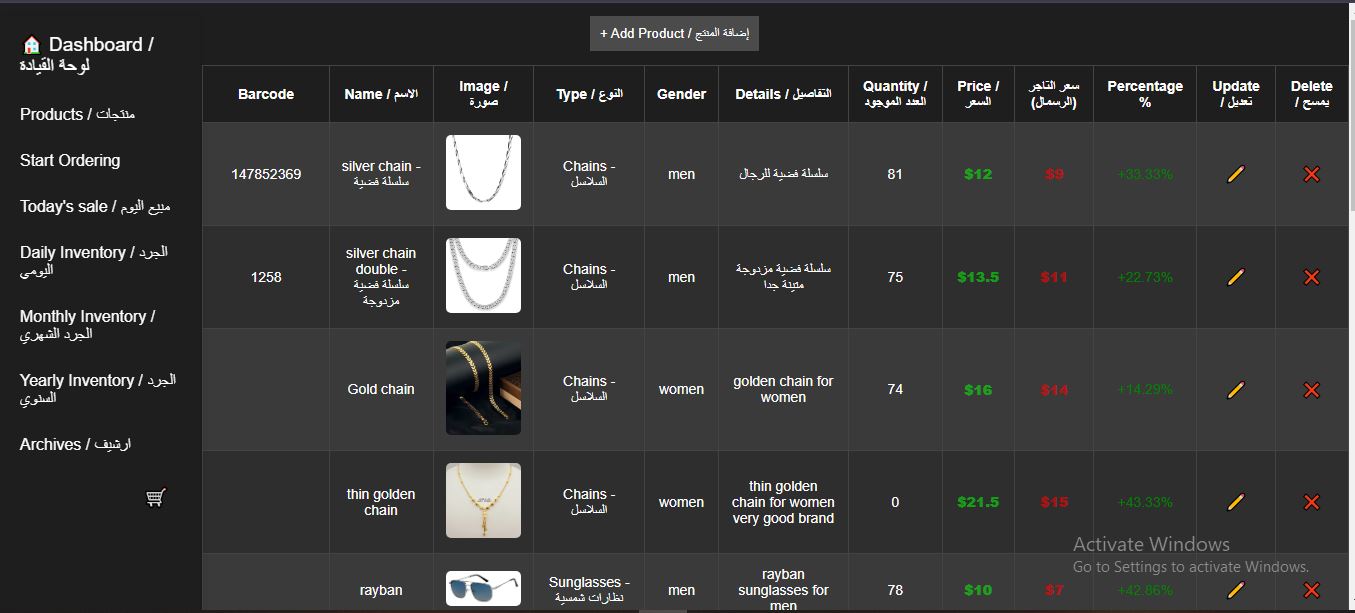 Dashboard /
لوحة القيادة
Products / منتجات
Start Ordering
Today's sale / مبيع اليوم
Daily Inventory / الجرد
اليومي
Monthly Inventory /
الجرد الشهري
Yearly Inventory / الجرد
السنوي
Archives / ارشيف
+ Add Product / إضافة المنتج
Barcode
Name / الاسم
Image /
صورة
Type / النوع
Gender
Details / التفاصيل
Quantity /
العدد الموجود
Price /
السعر
سعر التاجر
(الرسمال)
Percentage
%
Update
/ تعديل
Delete
/ يمسح
147852369
silver chain -
سلسلة فضية
Chains -
السلاسل
men
سلسلة فضية للرجال
81
$12
$9
+33.33%
1258
silver chain
double -
سلسلة فضية
مزدوجة
Chains -
السلاسل
men
سلسلة فضية مزدوجة
متينة جدا
75
$13.5
$11
+22.73%
Gold chain
Chains -
السلاسل
women
golden chain for
women
74
$16
$14
+14.29%
thin golden
chain
Chains -
السلاسل
women
thin golden
chain for women
very good brand
0
$21.5
$15
+43.33%
rayban
Sunglasses -
نظارات شمسية
men
rayban
sunglasses for
men
78
$10
$7
+42.86%
Activate Windows
Go to Settings to activate Windows.